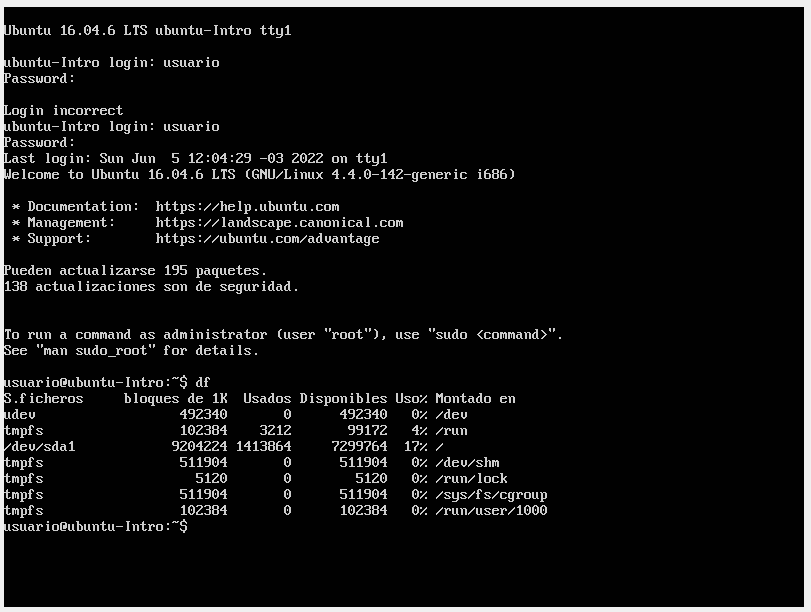 Ubuntu 16.04.6 LTS ubuntu-Intro tty1
ubuntu-Intro login: usuario
Password:
Login incorrect
ubuntu-Intro login: usuario
Password:
Last login: Sun Jun  5 12:04:29 -03 2022 on tty1
Welcome to Ubuntu 16.04.6 LTS (GNU/Linux 4.4.0-142-generic i686)
 * Documentation:  https://help.ubuntu.com
 * Management:     https://landscape.canonical.com
 * Support:        https://ubuntu.com/advantage
Pueden actualizarse 195 paquetes.
138 actualizaciones son de seguridad.
To run a command as administrator (user "root"), use "sudo <command>".
See "man sudo_root" for details.
usuario@ubuntu-Intro:~$ df
S.ficheros     bloques de 1K  Usados Disponibles Uso% Montado en
udev                  492340       0      492340   0% /dev
tmpfs                 102384    3212       99172   4% /run
/dev/sda1            9204224 1413864     7299764  17% /
tmpfs                 511904       0      511904   0% /dev/shm
tmpfs                   5120       0        5120   0% /run/lock
tmpfs                 511904       0      511904   0% /sys/fs/cgroup
tmpfs                 102384       0      102384   0% /run/user/1000
usuario@ubuntu-Intro:~$